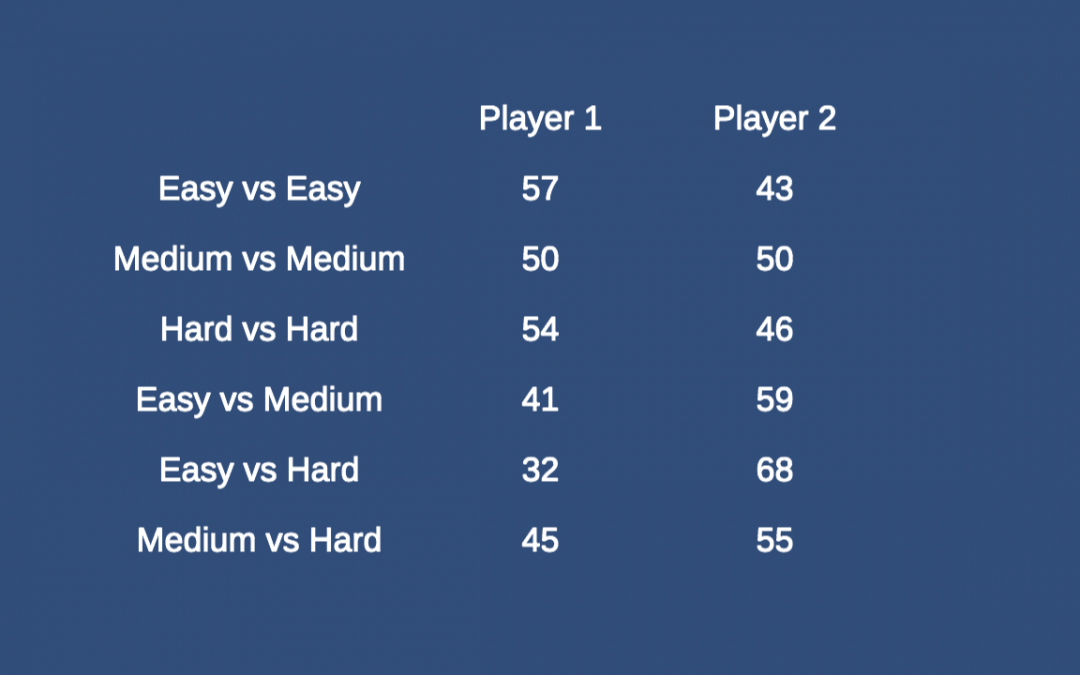 Player 1 Player 2
Easy vs Easy 57 43
Medium vs Medium 50 50
Hard vs Hard 54 46
Easy vs Medium 41 59
Easy vs Hard 32 68
Medium vs Hard 45 55